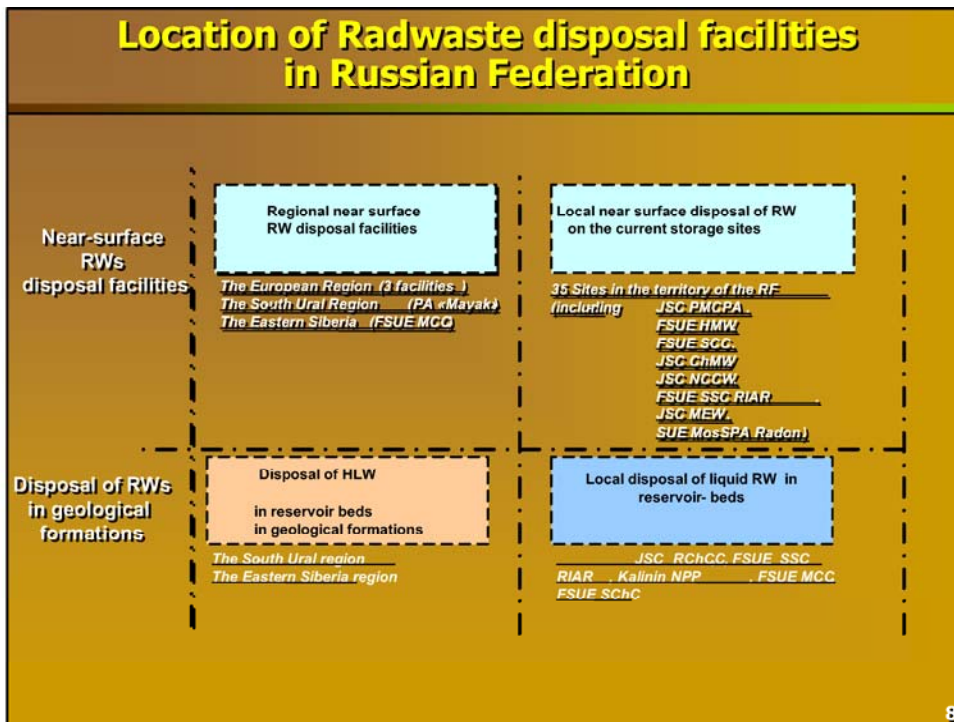 Location of Radwaste disposal facilities
in Russian Federation
Near-surface
RWs
disposal facilities
Regional near surface
RW disposal facilities
The European Region (3 facilities )
The South Ural Region (PA «Mayak»)
The Eastern Siberia (FSUE MCC)
Local near surface disposal of RW
on the current storage sites
35 Sites in the territory of the RF
(including JSC PMCPA ,
FSUE HMW
FSUE SCC,
JSC ChMW
JSC NCCW
FSUE SSC RIAR ,
JSC MEW,
SUE MosSPA Radon)
Disposal of RWs
in geological
formations
Disposal of HLW
in reservoir beds
in geological formations
The South Ural region
The Eastern Siberia region
Local disposal of liquid RW in
reservoir- beds
JSC RChCC, FSUE SSC
RIAR , Kalinin NPP , FSUE MCC
FSUE SChC
8